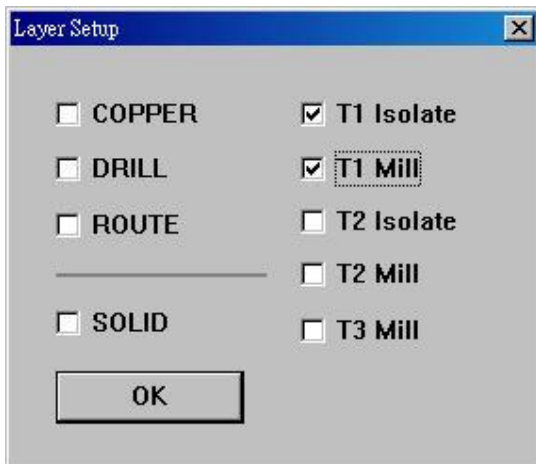 Layer Setup
COPPER
DRILL
ROUTE
SOLID
OK
T1 Isolate
T1 Mill
T2 Isolate
T2 Mill
T3 Mill